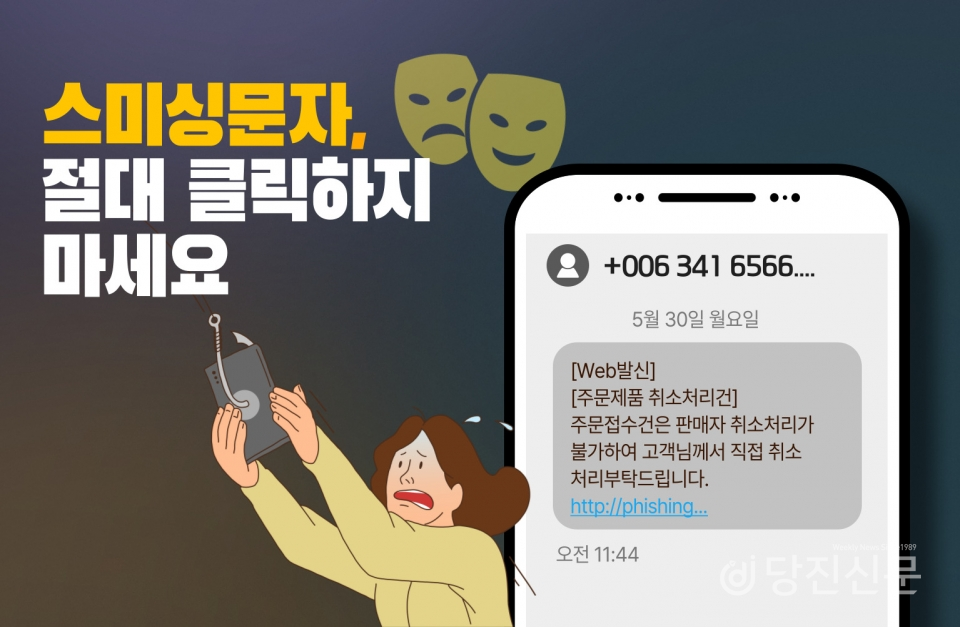 스미싱문자,
절대 클릭하지
마세요
+006 341 6566....
5월 30일 월요일
[Web발신]
[주문제품 취소처리건]
주문접수건은 판매자 취소처리가
불가하여 고객님께서 직접 취소
처리부탁드립니다.
http://phishing...
오전 11:44
당진신문